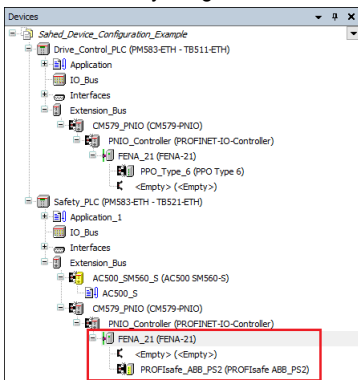 Devices
Sahed_Device_Configuration_Example
Drive_Control_PLC (PM583-ETH - TB511-ETH)
Application
IO_Bus
Interfaces
Extension_Bus
CM579_PNIO (CM579-PNIO)
PNIO_Controller (PROFINET-IO-Controller)
FENA_21 (FENA-21)
PPO_Type_6 (PPO Type 6)
<Empty> (<Empty>)
Safety_PLC (PM583-ETH - TB521-ETH)
Application_1
IO_Bus
Interfaces
Extension_Bus
AC500_SM560_S (AC500 SM560-S)
AC500_S
CM579_PNIO (CM579-PNIO)
PNIO_Controller (PROFINET-IO-Controller)
FENA_21 (FENA-21)
<Empty> (<Empty>)
PROFIsafe_ABB_PS2 (PROFIsafe ABB_PS2)